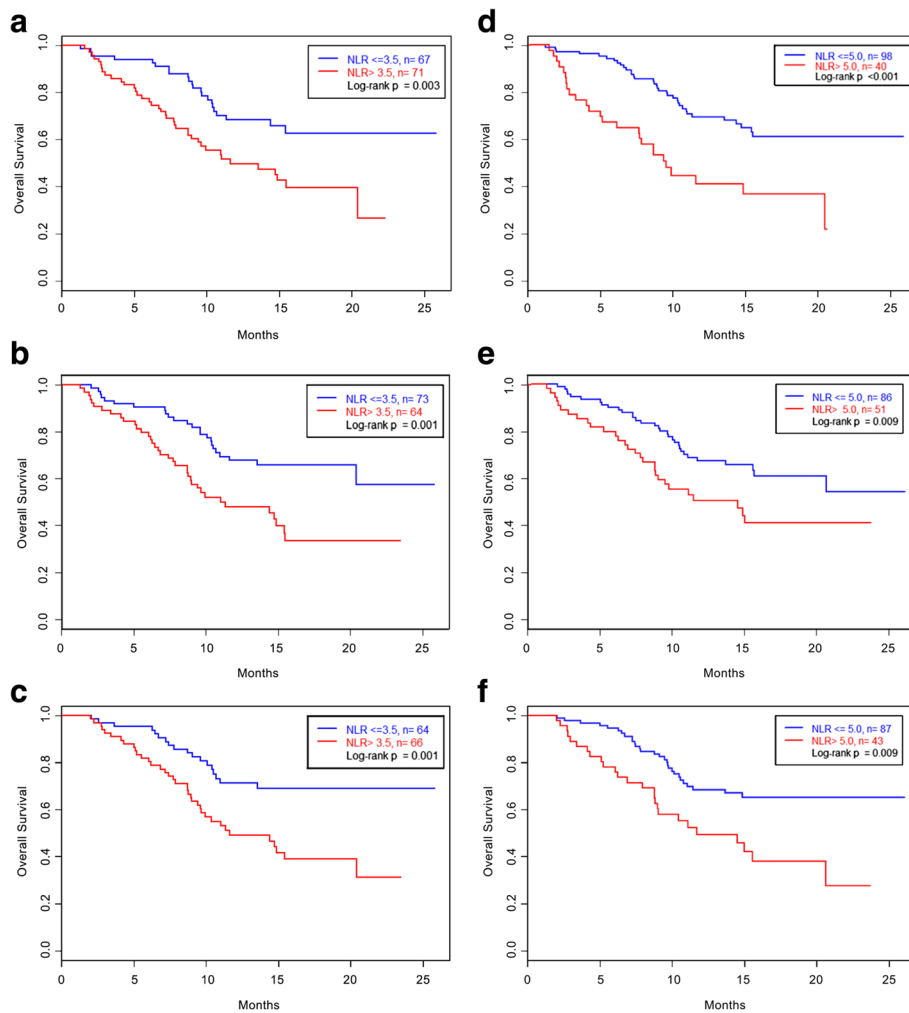 a
1.0
0.8
0.6
0.4
0.2
0.0
Overall Survival
NLR <=3.5, n= 67
NLR> 3.5, n= 71
Log-rank p = 0.003
0 5 10 15 20 25
Months
d
1.0
0.8
0.6
0.4
0.2
0.0
Overall Survival
NLR <=5.0, n= 98
NLR> 5.0, n= 40
Log-rank p <0.001
0 5 10 15 20 25
Months
b
1.0
0.8
0.6
0.4
0.2
0.0
Overall Survival
NLR <=3.5, n= 73
NLR> 3.5, n= 64
Log-rank p = 0.001
0 5 10 15 20 25
Months
e
1.0
0.8
0.6
0.4
0.2
0.0
Overall Survival
NLR <= 5.0, n= 86
NLR> 5.0, n= 51
Log-rank p = 0.009
0 5 10 15 20 25
Months
c
1.0
0.8
0.6
0.4
0.2
0.0
Overall Survival
NLR <=3.5, n= 64
NLR> 3.5, n= 66
Log-rank p = 0.001
0 5 10 15 20 25
Months
f
1.0
0.8
0.6
0.4
0.2
0.0
Overall Survival
NLR <= 5.0, n= 87
NLR> 5.0, n= 43
Log-rank p = 0.009
0 5 10 15 20 25
Months